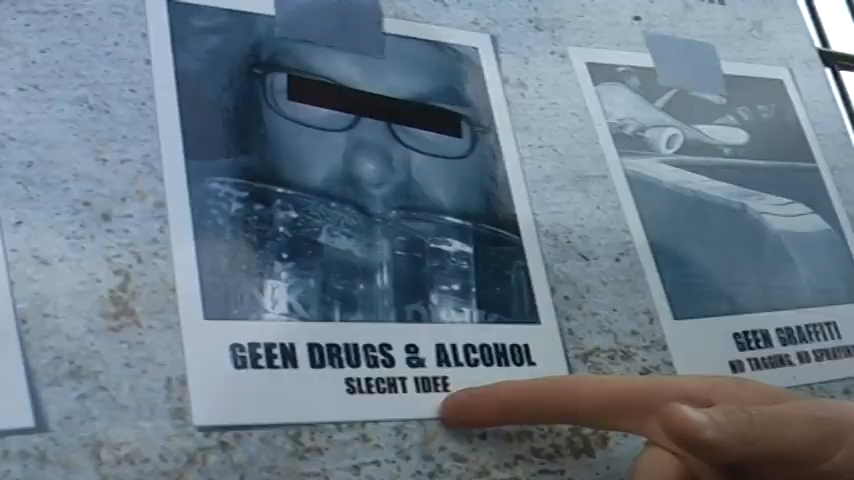 GEEN DRUGS & ALCOHOL
SLECHT IDEE
GEEN GRAFFITI
NO TAGGING, NO SPRAYING